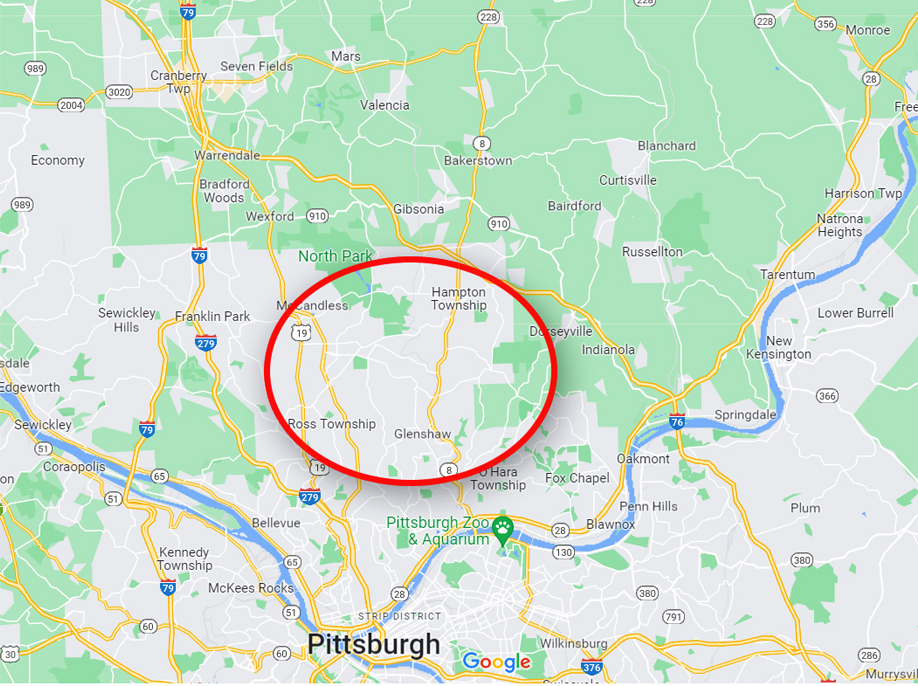 79
228
228
228
356
Monroe
Mars
Seven Fields
989
Cranberry
Twp
28
3020
2004
Valencia
Free
8
Warrendale
Bakerstown
Blanchard
Economy
Curtisville
Bradford
Woods
Harrison Twp
989
Wexford
910
Gibsonia
910
Bairdford
Natrona
Heights
79
North Park
Russellton
Tarentum
McCandless
Hampton
Township
Sewickley
Hills
Franklin Park
19
Dorseyville
Lower Burrell
279
Indianola
New
Kensington
sdale
Edgeworth
366
Sewickley
79
Ross Township
Glenshaw
76
Springdale
51
Coraopolis
65
19
8
O'Hara
Township
Oakmont
Fox Chapel
on
51
279
Penn Hills
Plum
Bellevue
Pittsburgh Zoo
& Aquarium
28
Blawnox
130
Kennedy
Township
65
380
79
McKees Rocks
28
380
51
STRIP DISTRICT
791
60
Pittsburgh
Wilkinsburg
30
60
Google
376
286
Murrysvil